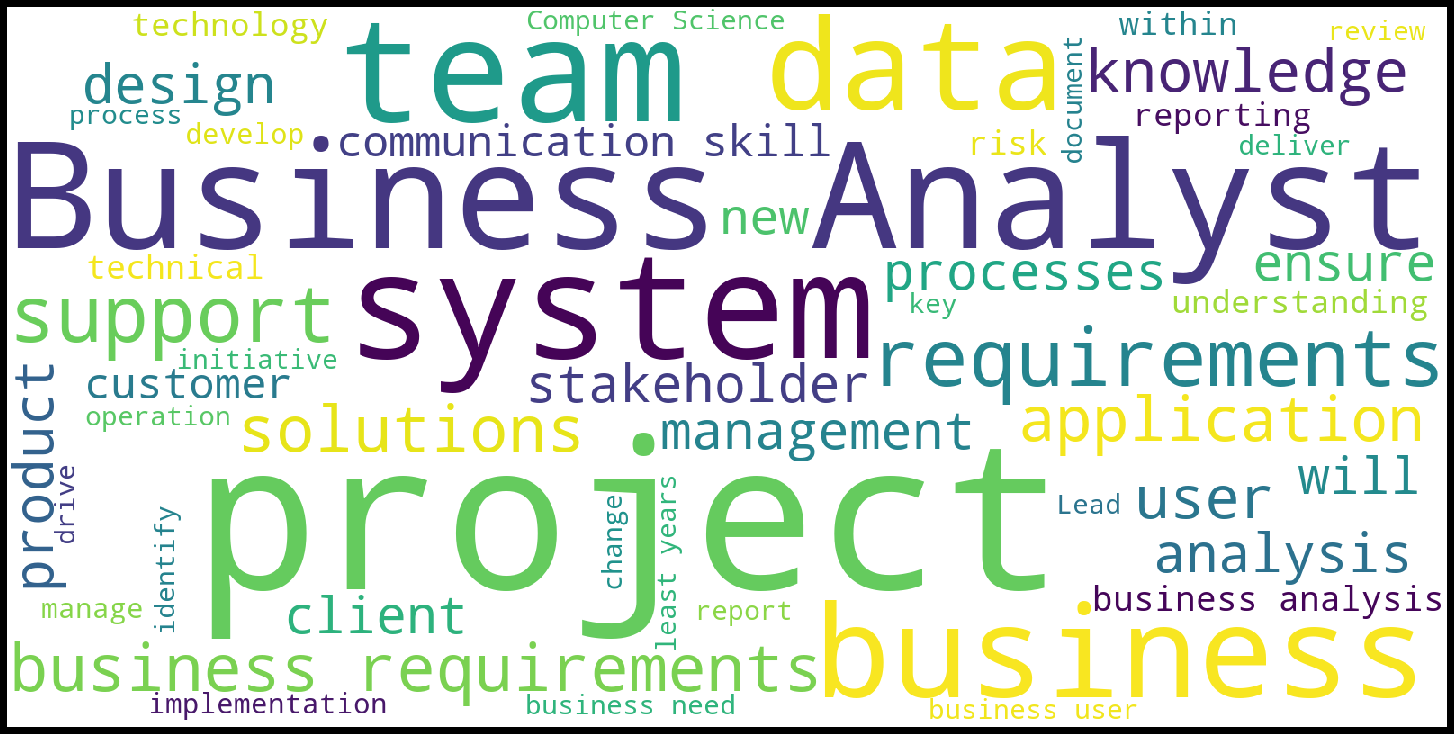 technology
Computer Science
team
data
within
review
design
document
knowledge
process
develop
communication skill
risk
reporting
deliver
Business Analyst
new
technical
system
processes
ensure
support
key
understanding
initiative
requirements
product
customer
stakeholder
operation
solutions
management
application
drive
project
Lead
user
will
identify
change
least years
analysis
manage
client
report
business analysis
business requirements
business
implementation
business need
business user